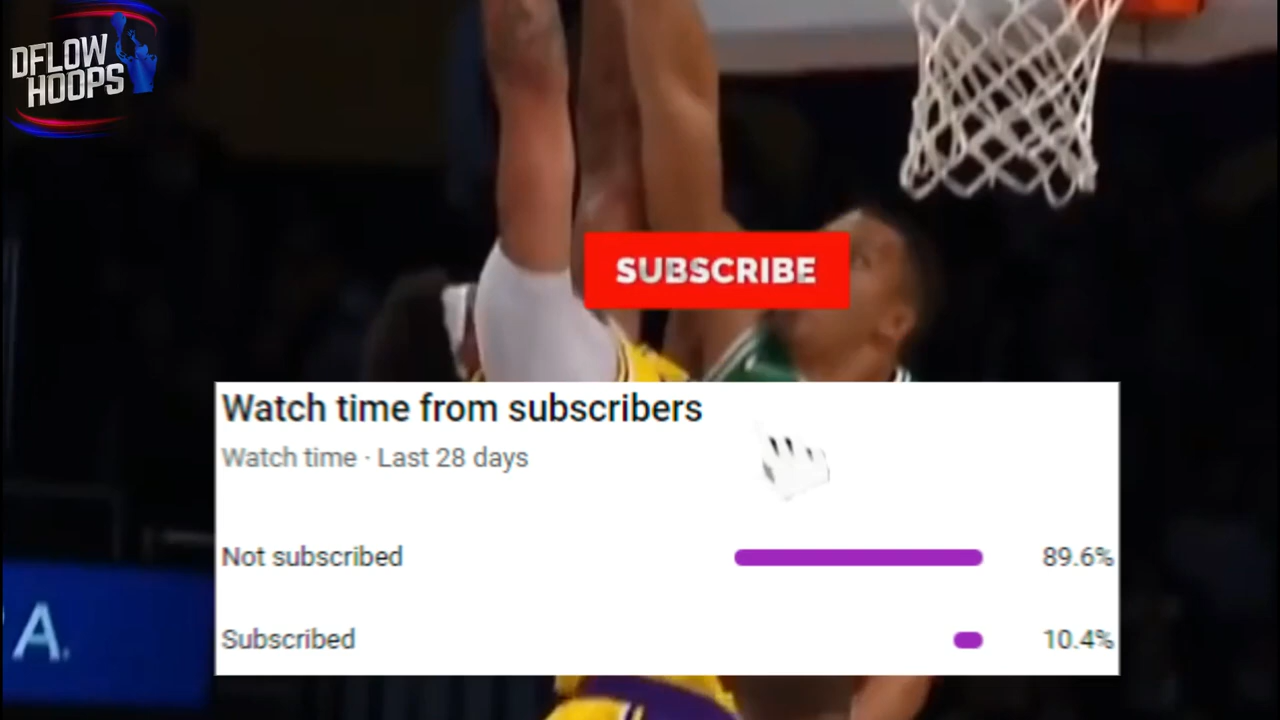 DFLOW
HOOPS
SUBSCRIBE
Watch time from subscribers
Watch time · Last 28 days
Not subscribed 89.6%
Subscribed 10.4%
A.